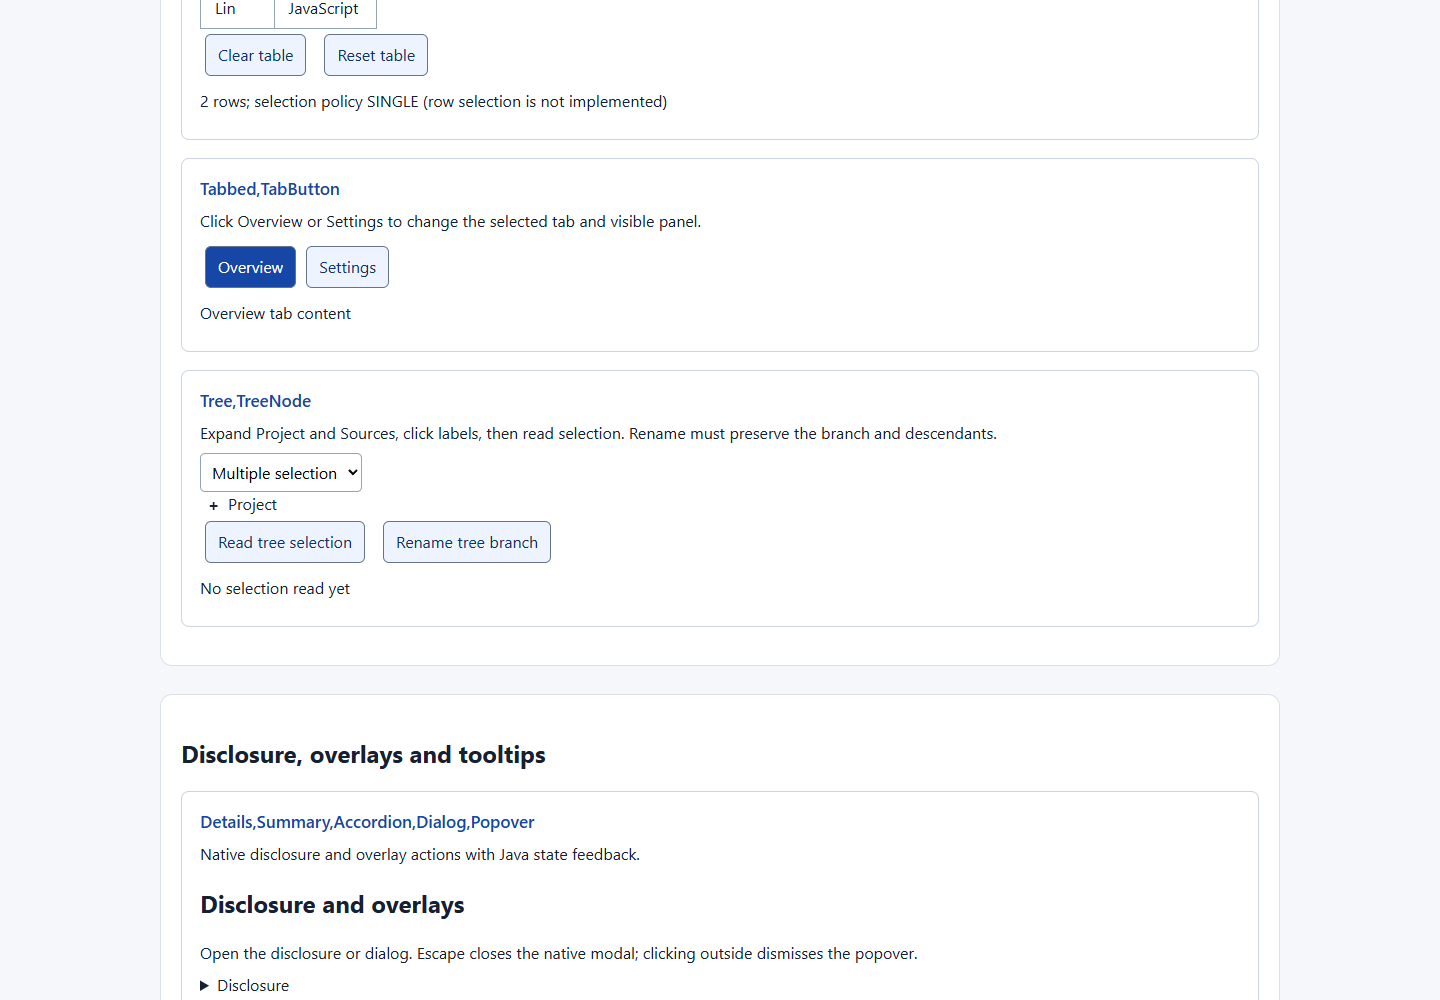 Lin JavaScript
Clear table Reset table
2 rows; selection policy SINGLE (row selection is not implemented)
Tabbed,TabButton
Click Overview or Settings to change the selected tab and visible panel.
Overview Settings
Overview tab content
Tree,TreeNode
Expand Project and Sources, click labels, then read selection. Rename must preserve the branch and descendants.
Multiple selection
+ Project
Read tree selection Rename tree branch
No selection read yet
Disclosure, overlays and tooltips
Details,Summary,Accordion,Dialog,Popover
Native disclosure and overlay actions with Java state feedback.
Disclosure and overlays
Open the disclosure or dialog. Escape closes the native modal; clicking outside dismisses the popover.
Disclosure